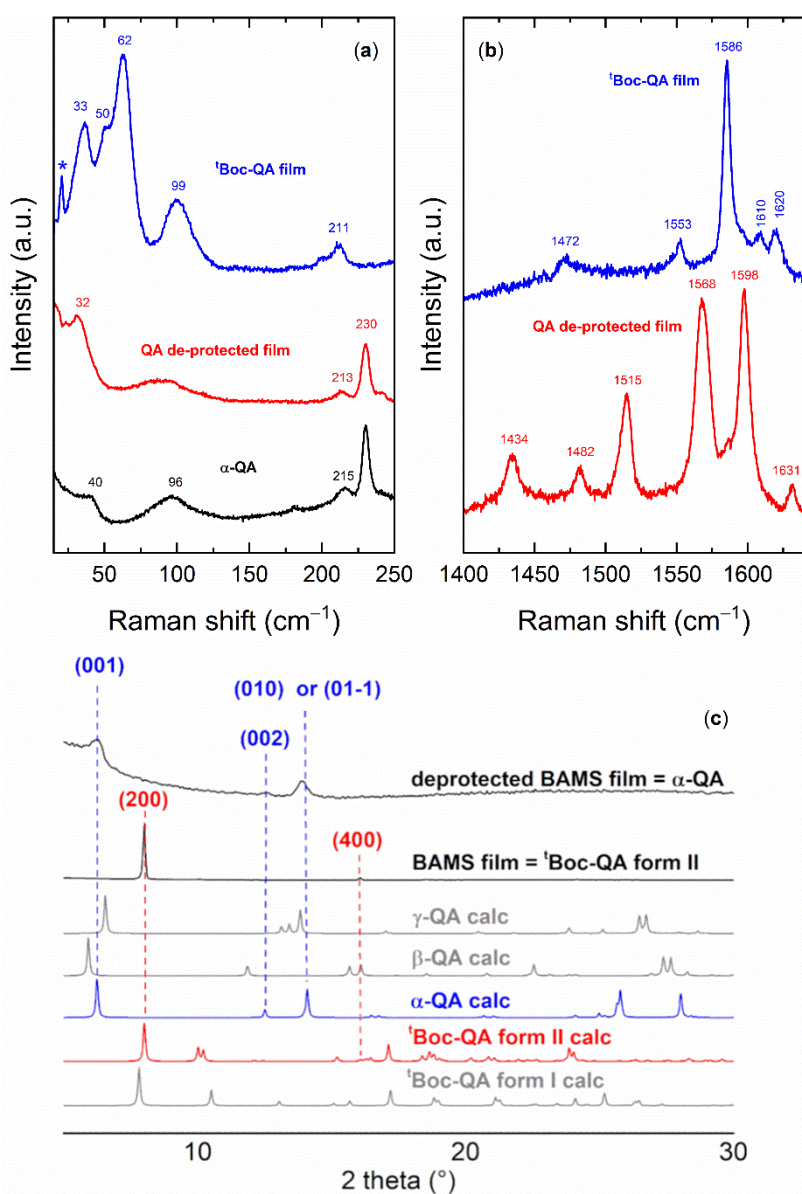 (a)
62
33
50
*
99
211
ᵗBoc-QA film
32
QA de-protected film
213
230
α-QA
40
96
215
50
100
150
200
250
Raman shift (cm⁻¹)
Intensity (a.u.)
(b)
1586
ᵗBoc-QA film
1472
1553
1610
1620
QA de-protected film
1568
1598
1515
1434
1482
1631
1400
1450
1500
1550
1600
Raman shift (cm⁻¹)
Intensity (a.u.)
(001)
(010) or (01-1)
(c)
(002)
deprotected BAMS film = α-QA
(200)
(400)
BAMS film = ᵗBoc-QA form II
γ-QA calc
β-QA calc
α-QA calc
ᵗBoc-QA form II calc
ᵗBoc-QA form I calc
10
20
30
2 theta (°)